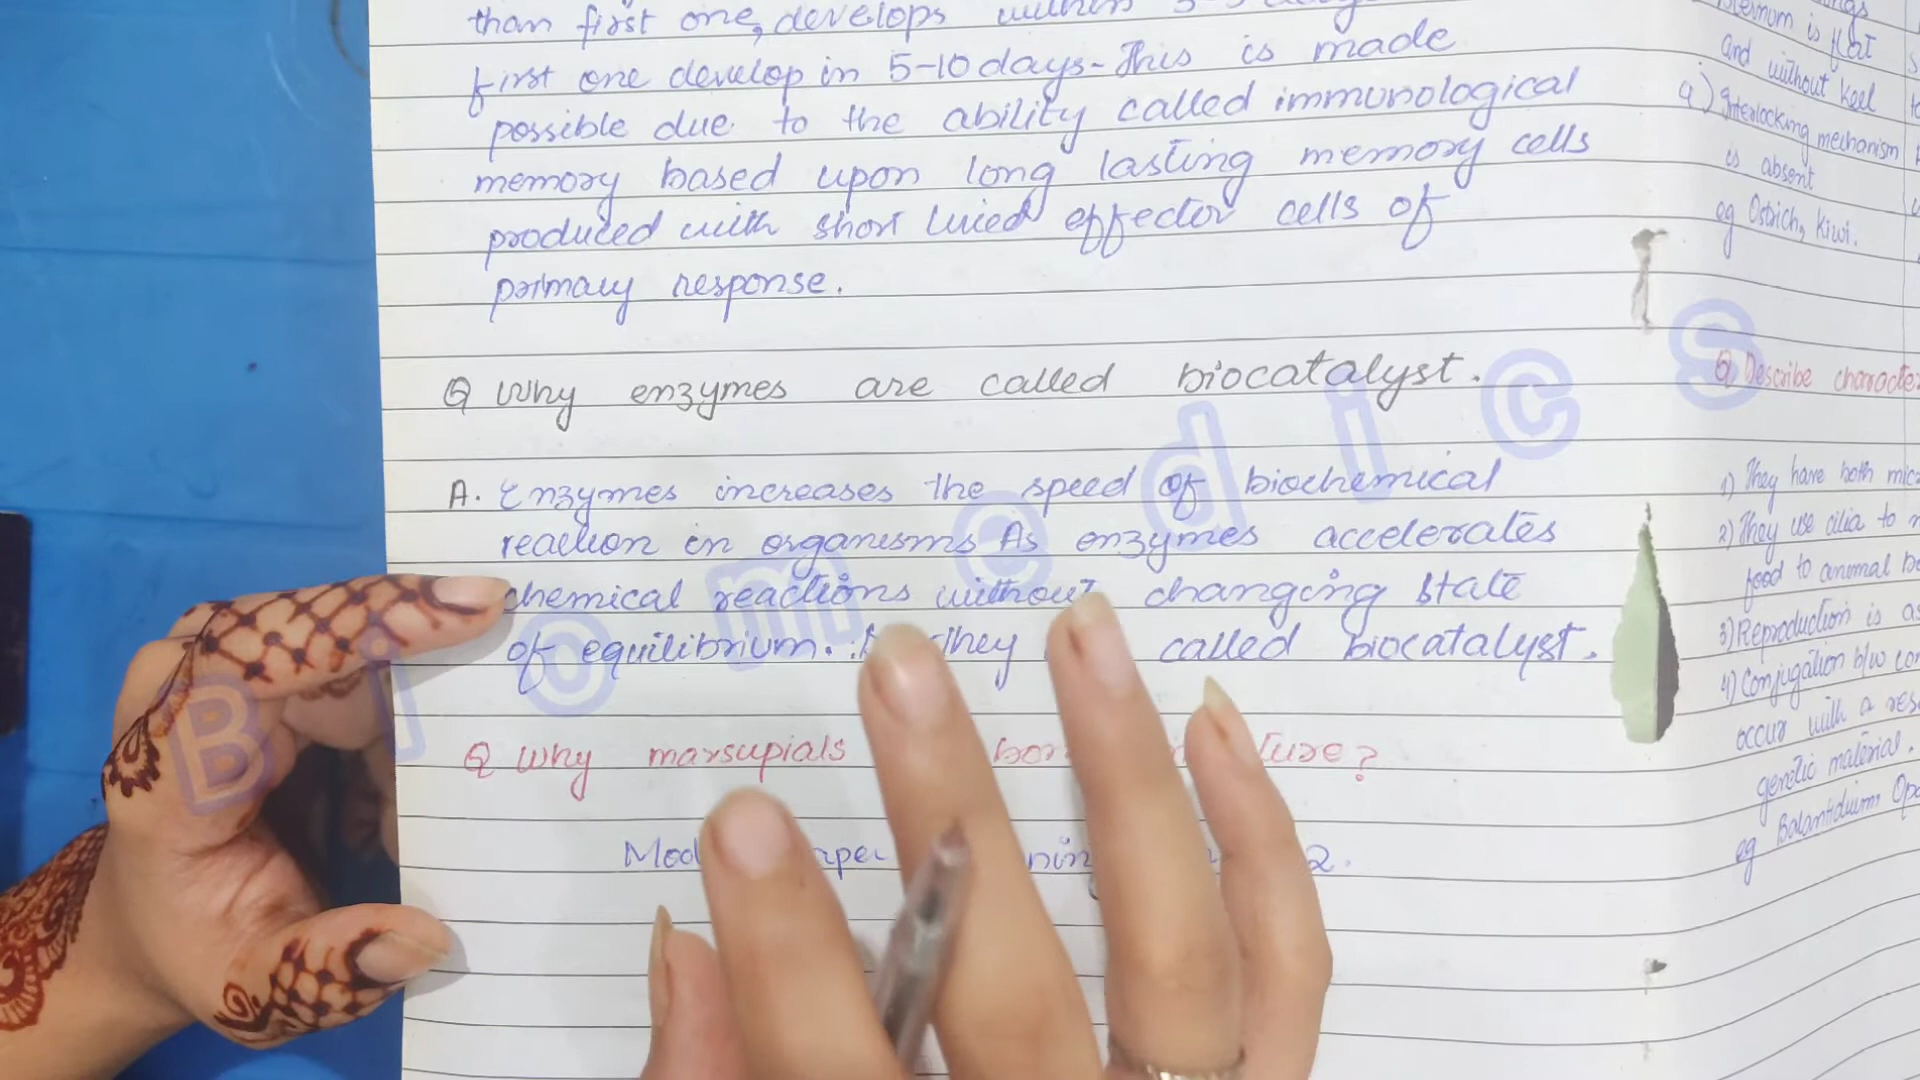 than first one, develops within
first one develop in 5-10 days. This is made
possible due to the ability called immunological
memory based upon long lasting memory cells
produced with short lived effector cells of
primary response.
Q Why enzymes are called biocatalyst.
A. Enzymes increases the speed of biochemical
reaction in organisms As enzymes accelerates
chemical reactions without changing state
of equilibrium. they called biocatalyst.
Q Why marsupials
2.
sternum is flat
and without keel
9) Interlocking mechanism
is absent
eg Ostrich, Kiwi.
Q Describe
1) They have both
2) They use cilia to
food to animal
3) Reproduction is
4) Conjugation b/w
occur with a
genetic material.
eg Balantidium
Biomedics